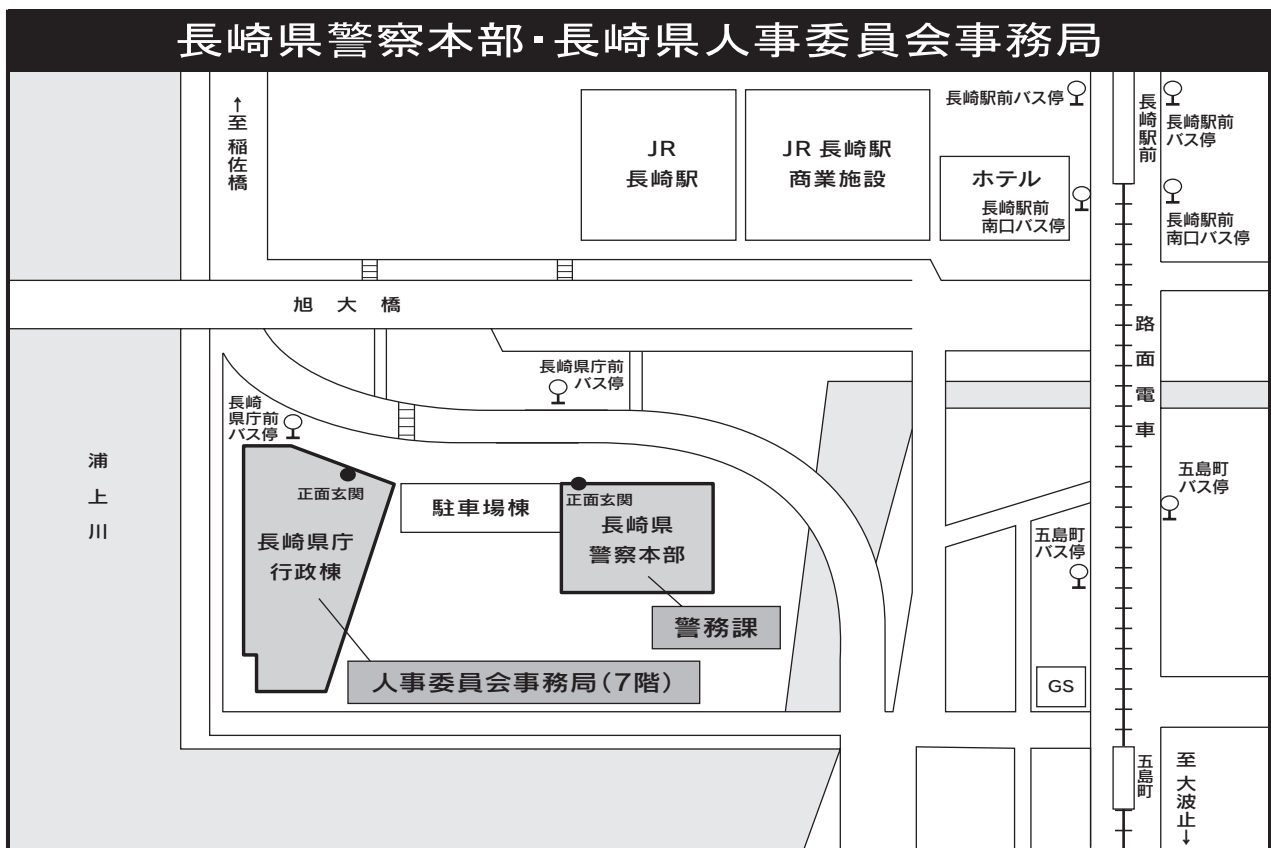 長崎県警察本部・長崎県人事委員会事務局
↑至 稲佐橋
JR
長崎駅
JR 長崎駅
商業施設
長崎駅前バス停
ホテル
長崎駅前
南口バス停
長崎駅前
長崎駅前
バス停
長崎駅前
南口バス停
旭大橋
路面電車
長崎県庁前
バス停
長崎
県庁前
バス停
浦上川
正面玄関
長崎県庁
行政棟
駐車場棟
正面玄関
長崎県
警察本部
五島町
バス停
五島町
バス停
警務課
人事委員会事務局(7階)
GS
五島町
至 大波止↓